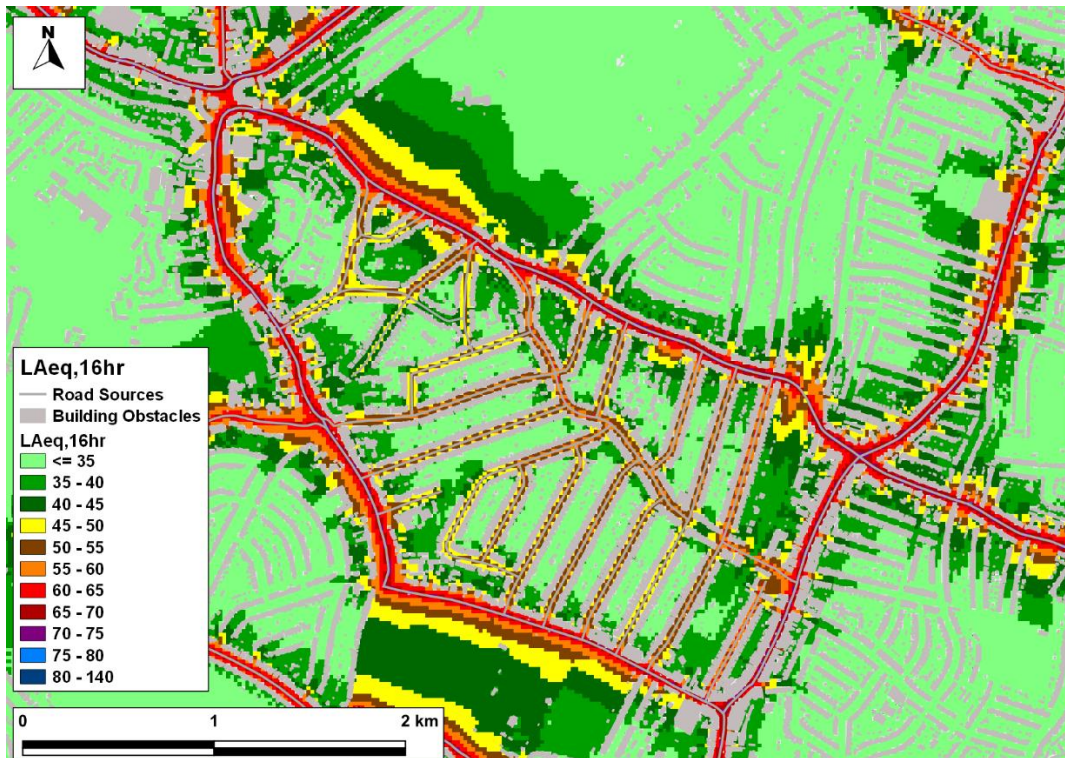 N
LAeq,16hr
Road Sources
Building Obstacles
LAeq,16hr
<= 35
35 - 40
40 - 45
45 - 50
50 - 55
55 - 60
60 - 65
65 - 70
70 - 75
75 - 80
80 - 140
0 1 2 km